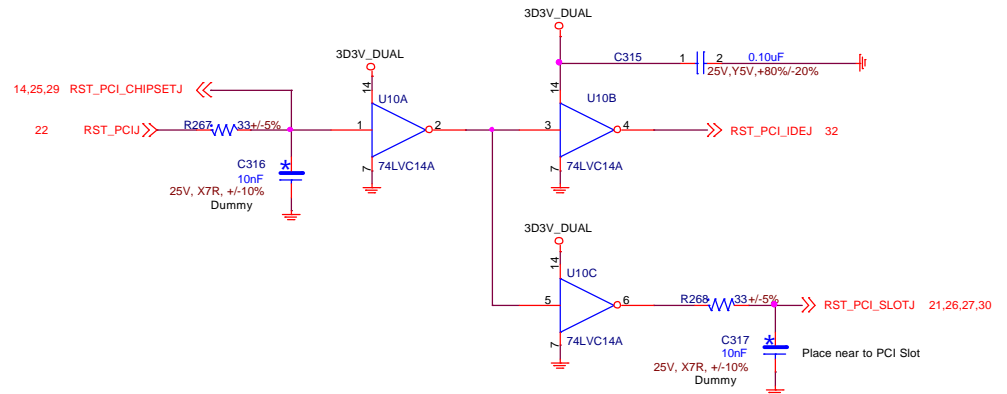 3D3V_DUAL
C315
1
2
0.10uF
25V,Y5V,+80%/-20%
3D3V_DUAL
14,25,29
RST_PCI_CHIPSETJ
14
U10A
14
U10B
22
RST_PCIJ
R267
33+/-5%
1
2
3
4
RST_PCI_IDEJ
32
*
C316
10nF
25V, X7R, +/-10%
Dummy
7
74LVC14A
7
74LVC14A
3D3V_DUAL
14
U10C
5
6
R268
33+/-5%
RST_PCI_SLOTJ
21,26,27,30
7
74LVC14A
*
C317
10nF
25V, X7R, +/-10%
Dummy
Place near to PCI Slot